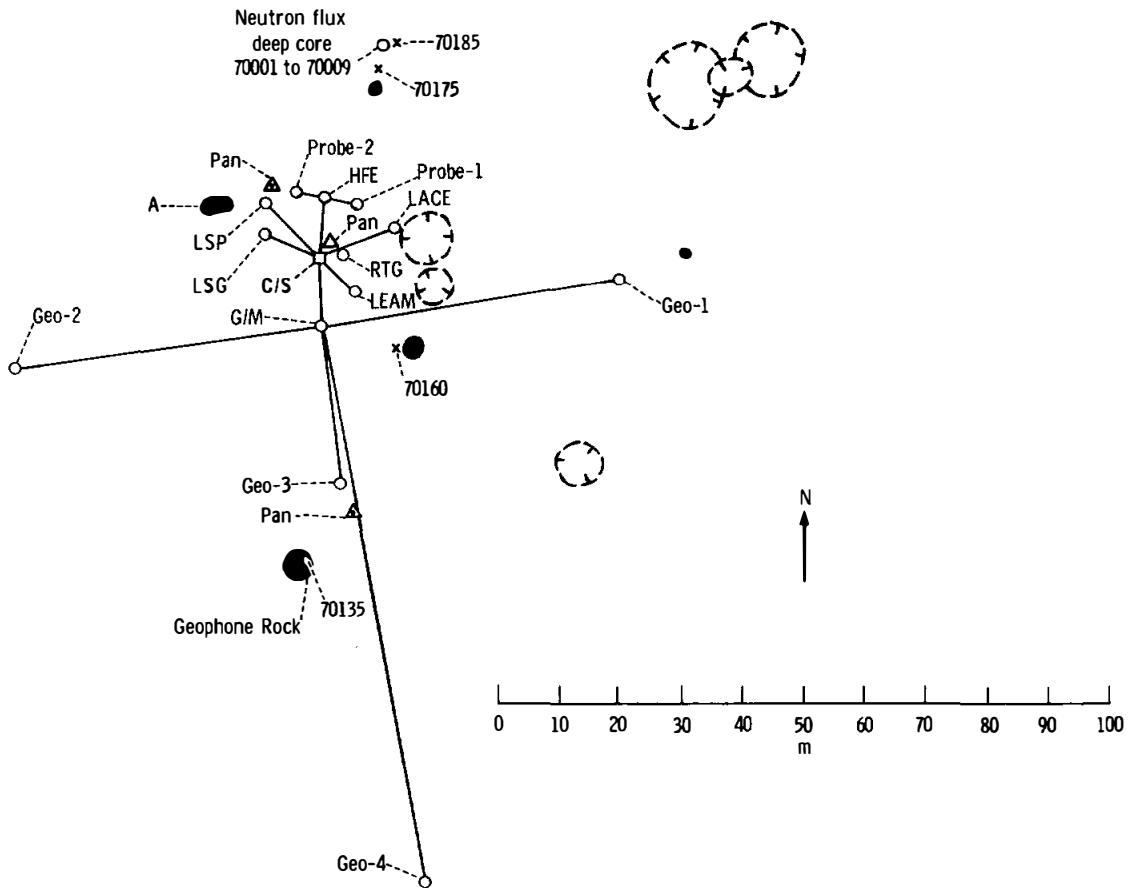 Neutron flux
deep core
70001 to 70009
70185
70175
Pan
Probe-2
HFE
Probe-1
A
LACE
Pan
LSP
LSG
C/S
RTG
LEAM
G/M
Geo-1
Geo-2
70160
Geo-3
Pan
N
70135
Geophone Rock
0 10 20 30 40 50 60 70 80 90 100
m
Geo-4